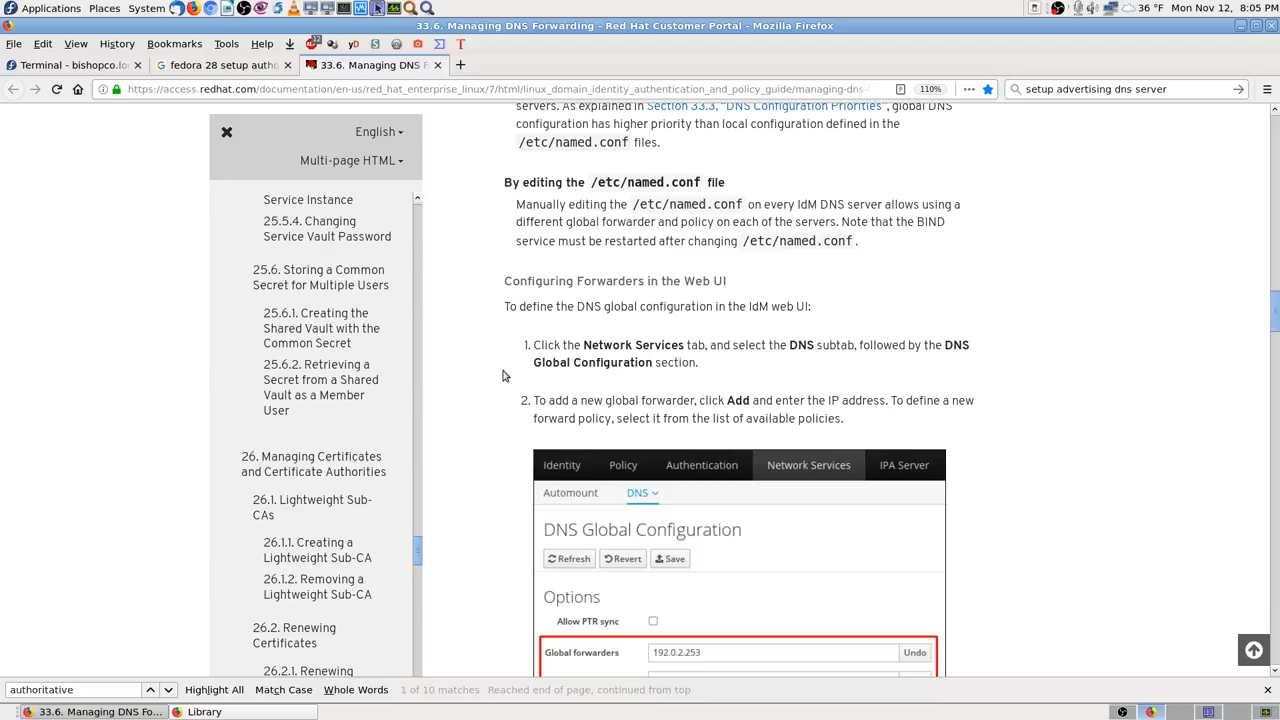 Applications Places System 36 °F Mon Nov 12, 8:05 PM
33.6. Managing DNS Forwarding - Red Hat Customer Portal - Mozilla Firefox
File Edit View History Bookmarks Tools Help 12 yD S T
Terminal - bishopco.lo
G fedora 28 setup autho
33.6. Managing DNS F
https://access.redhat.com/documentation/en-us/red_hat_enterprise_linux/7/html/linux_domain_identity_authentication_and_policy_guide/managing-dns-
110%
setup advertising dns server
English
Multi-page HTML
Service Instance
25.5.4. Changing
Service Vault Password
25.6. Storing a Common
Secret for Multiple Users
25.6.1. Creating the
Shared Vault with the
Common Secret
25.6.2. Retrieving a
Secret from a Shared
Vault as a Member
User
26. Managing Certificates
and Certificate Authorities
26.1. Lightweight Sub-
CAs
26.1.1. Creating a
Lightweight Sub-CA
26.1.2. Removing a
Lightweight Sub-CA
26.2. Renewing
Certificates
26.2.1. Renewing
servers. As explained in Section 33.3, “DNS Configuration Priorities”, global DNS
configuration has higher priority than local configuration defined in the
/etc/named.conf files.
By editing the /etc/named.conf file
Manually editing the /etc/named.conf on every IdM DNS server allows using a
different global forwarder and policy on each of the servers. Note that the BIND
service must be restarted after changing /etc/named.conf.
Configuring Forwarders in the Web UI
To define the DNS global configuration in the IdM web UI:
1. Click the Network Services tab, and select the DNS subtab, followed by the DNS
Global Configuration section.
2. To add a new global forwarder, click Add and enter the IP address. To define a new
forward policy, select it from the list of available policies.
Identity Policy Authentication Network Services IPA Server
Automount DNS
DNS Global Configuration
Refresh Revert Save
Options
Allow PTR sync
Global forwarders 192.0.2.253 Undo
authoritative Highlight All Match Case Whole Words 1 of 10 matches Reached end of page, continued from top
33.6. Managing DNS Fo... Library